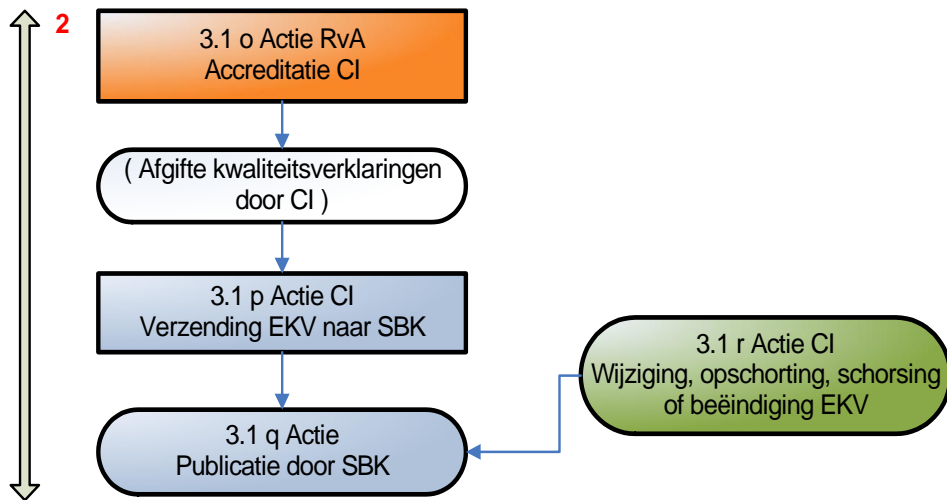 2
3.1 o Actie RvA
Accreditatie CI
( Afgifte kwaliteitsverklaringen
door CI )
3.1 p Actie CI
Verzending EKV naar SBK
3.1 r Actie CI
Wijziging, opschorting, schorsing
of beëindiging EKV
3.1 q Actie
Publicatie door SBK